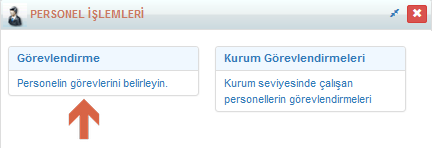 PERSONEL İŞLEMLERİ
Görevlendirme
Personelin görevlerini belirleyin.
Kurum Görevlendirmeleri
Kurum seviyesinde çalışan
personellerin görevlendirmeleri